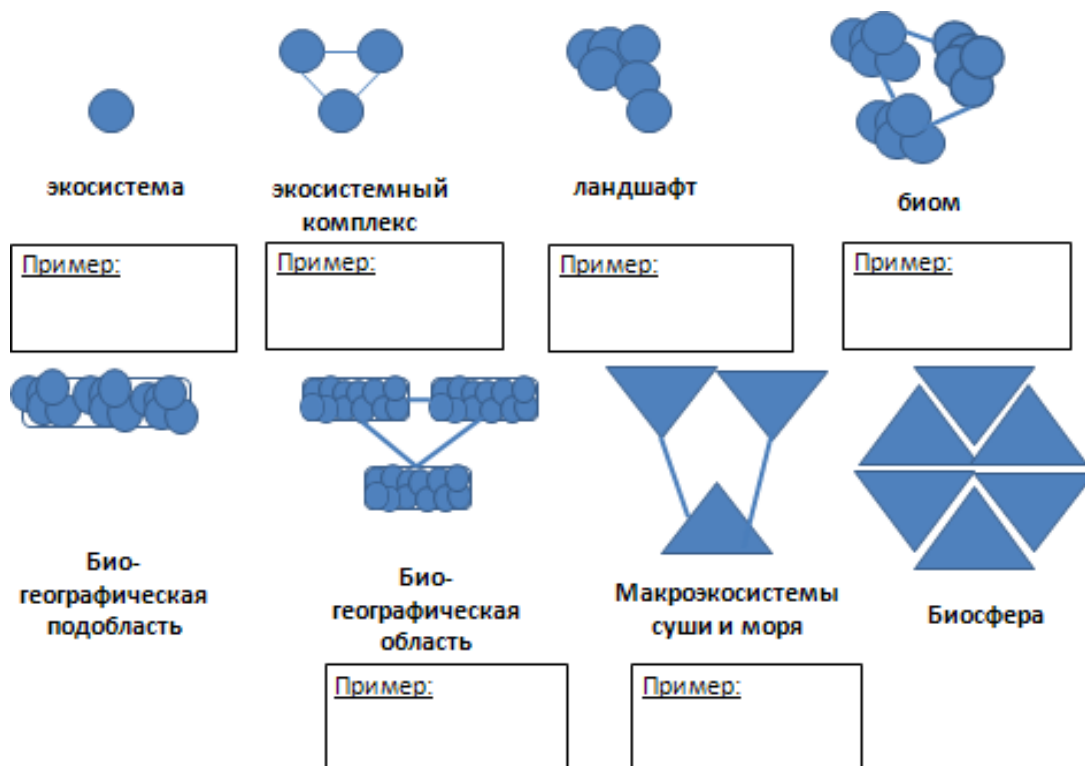 экосистема
экосистемный
комплекс
ландшафт
биом
Пример:
Пример:
Пример:
Пример:
Био-
географическая
подобласть
Био-
географическая
область
Макроэкосистемы
суши и моря
Биосфера
Пример:
Пример: